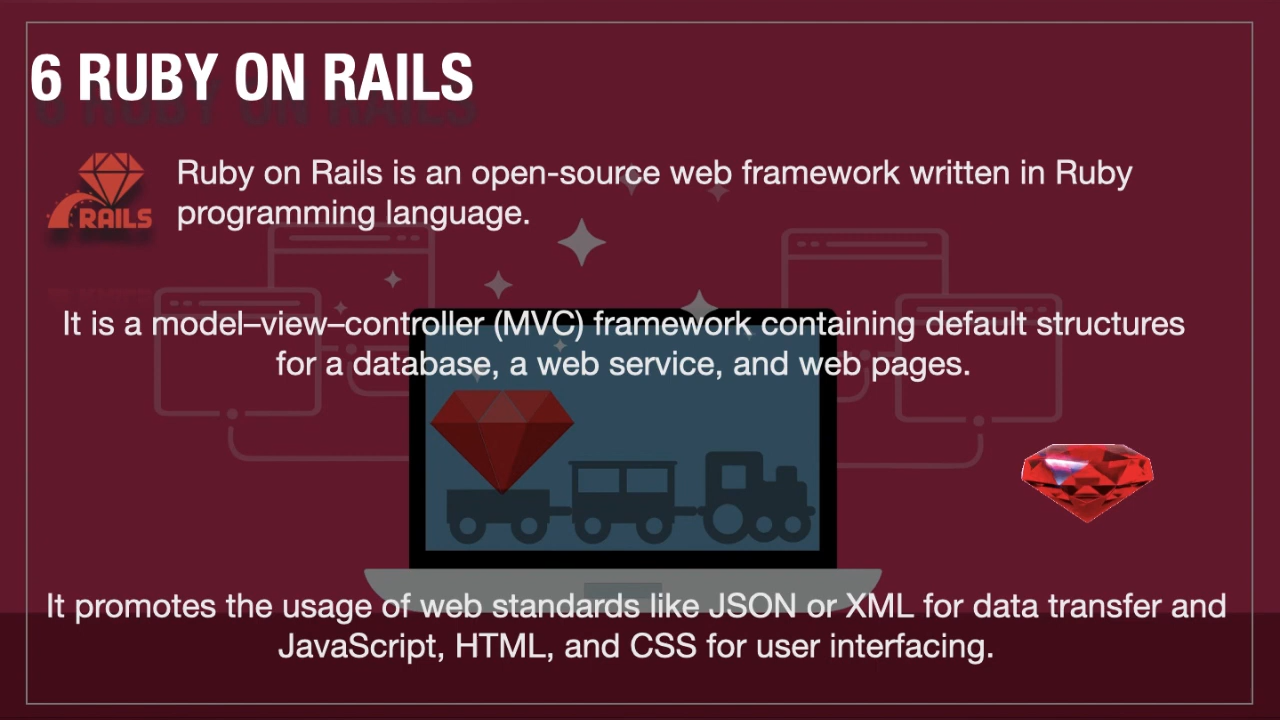 6 RUBY ON RAILS
RAILS
Ruby on Rails is an open-source web framework written in Ruby
programming language.
It is a model–view–controller (MVC) framework containing default structures
for a database, a web service, and web pages.
It promotes the usage of web standards like JSON or XML for data transfer and
JavaScript, HTML, and CSS for user interfacing.